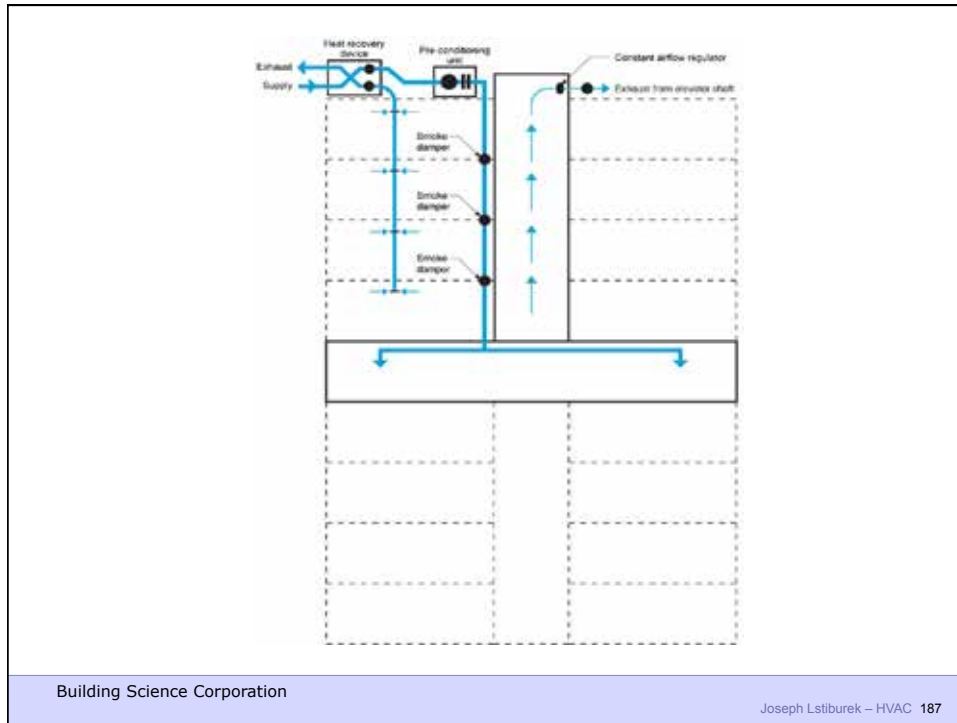 Heat recovery
device
Pre-conditioning
unit
Constant airflow regulator
Exhaust
Supply
Exhaust from elevator shaft
Smoke
damper
Smoke
damper
Smoke
damper
Building Science Corporation
Joseph Lstiburek – HVAC 187